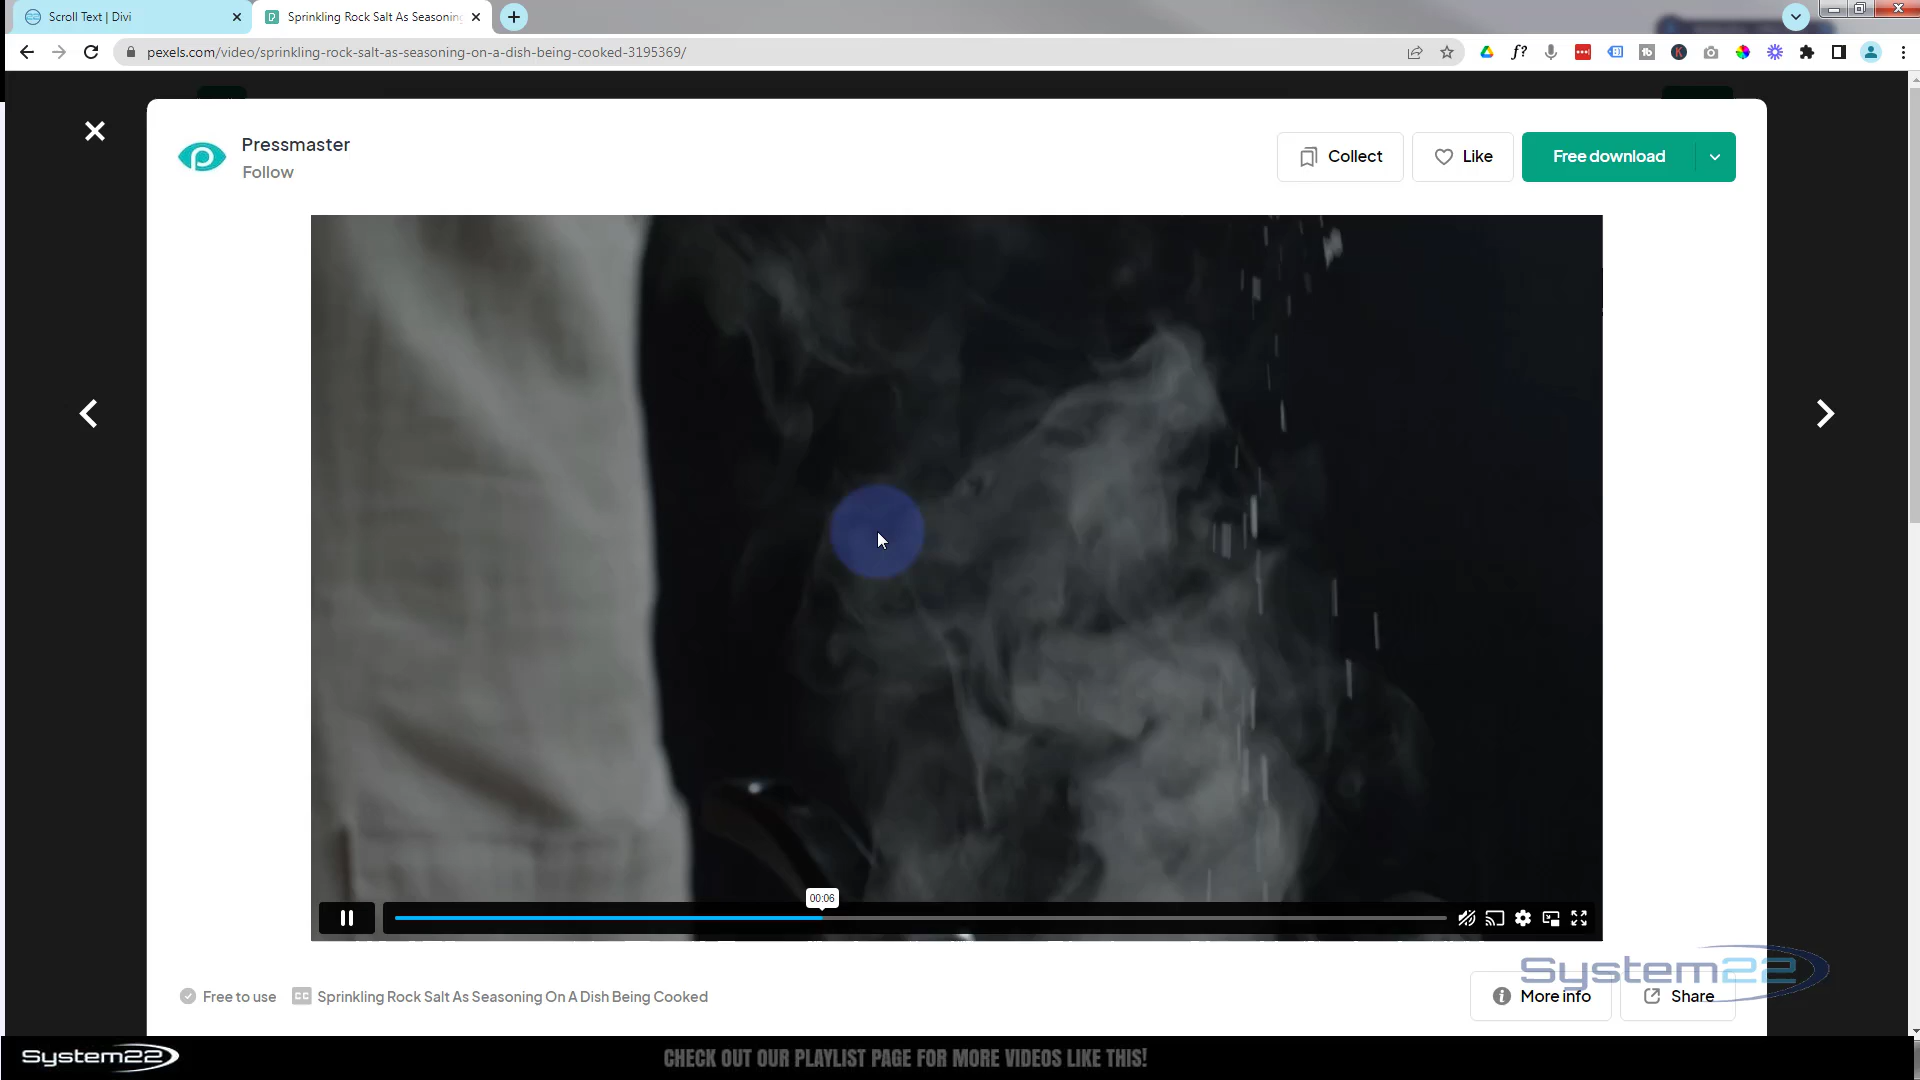 Scroll Text | Divi
Sprinkling Rock Salt As Seasoning
pexels.com/video/sprinkling-rock-salt-as-seasoning-on-a-dish-being-cooked-3195369/
Pressmaster
Follow
Collect
Like
Free download
00:06
Free to use
CC
Sprinkling Rock Salt As Seasoning On A Dish Being Cooked
More info
Share
System22
System22
CHECK OUT OUR PLAYLIST PAGE FOR MORE VIDEOS LIKE THIS!